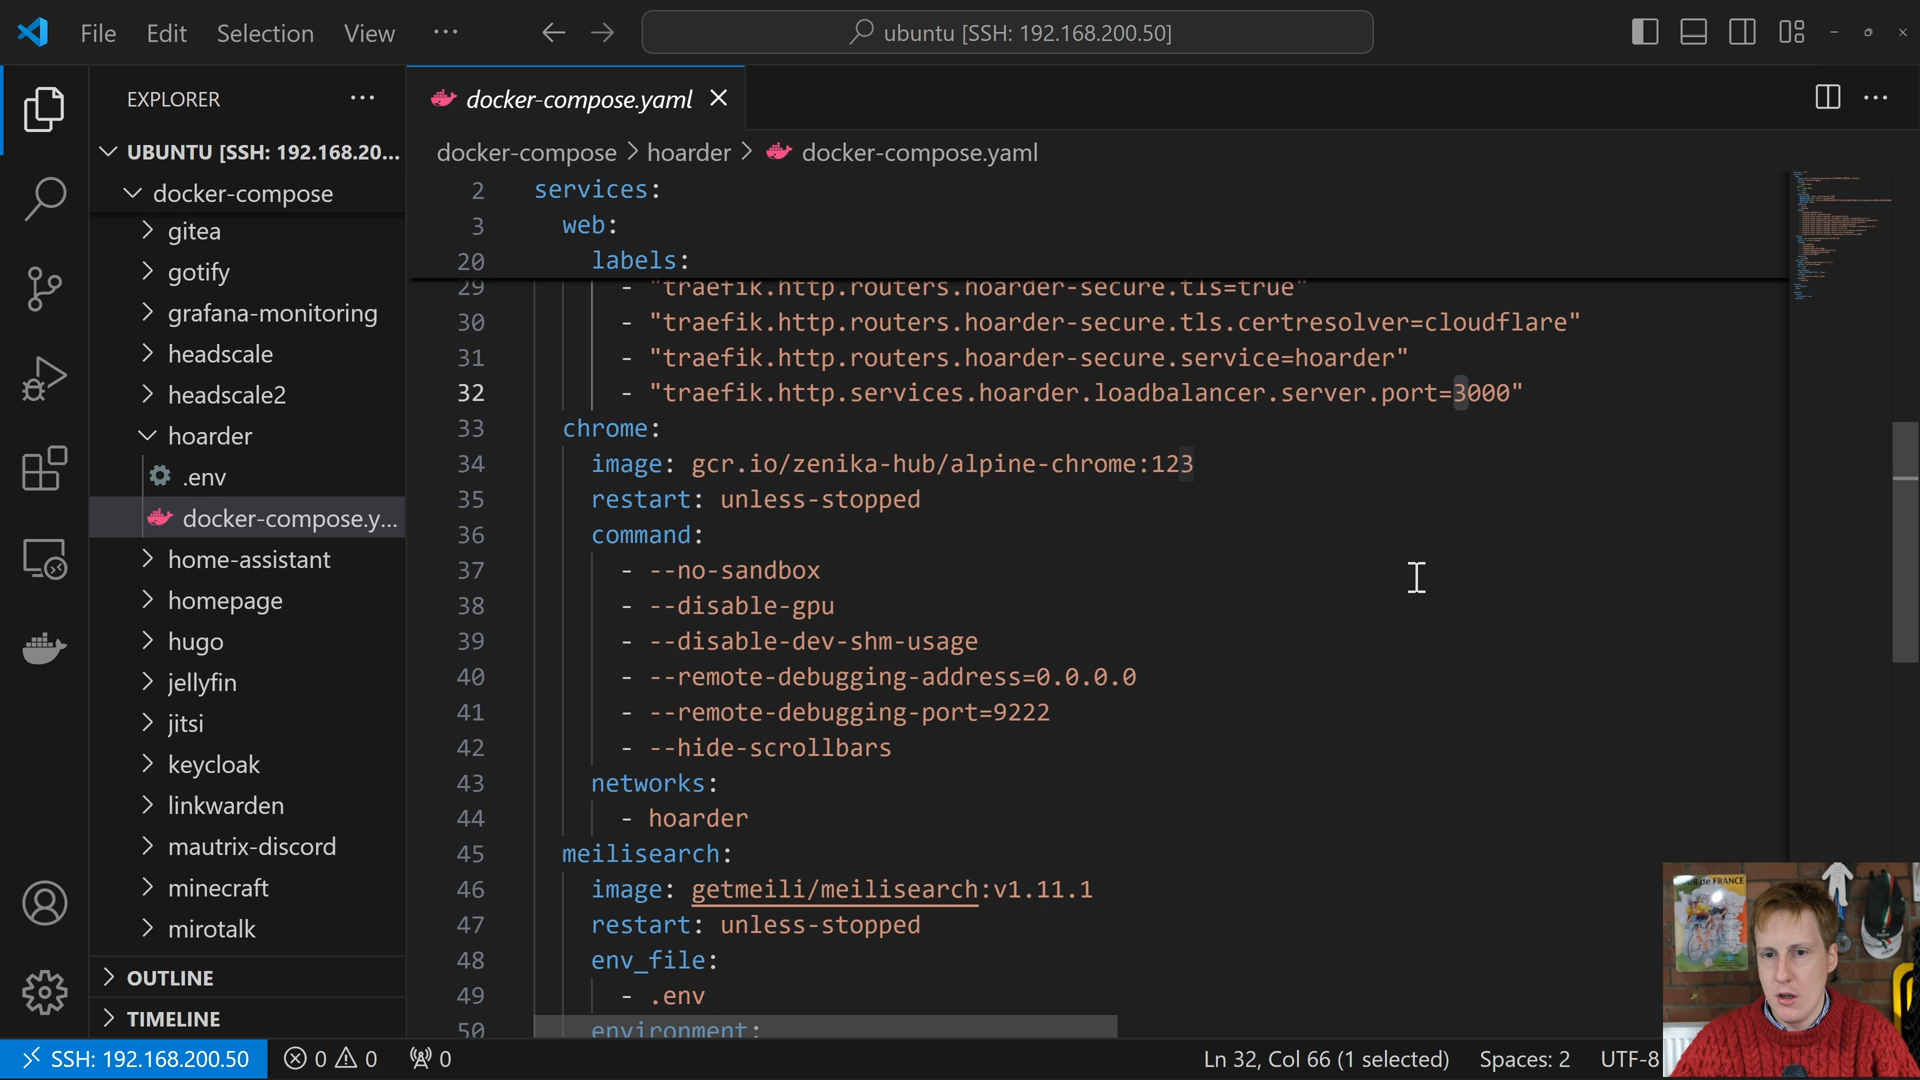 File Edit Selection View ··· ubuntu [SSH: 192.168.200.50]
EXPLORER ···
UBUNTU [SSH: 192.168.20...
docker-compose
gitea
gotify
grafana-monitoring
headscale
headscale2
hoarder
.env
docker-compose.y...
home-assistant
homepage
hugo
jellyfin
jitsi
keycloak
linkwarden
mautrix-discord
minecraft
mirotalk
OUTLINE
TIMELINE
docker-compose.yaml
docker-compose > hoarder > docker-compose.yaml
2 services:
3 web:
20 labels:
29 - "traefik.http.routers.hoarder-secure.tls=true"
30 - "traefik.http.routers.hoarder-secure.tls.certresolver=cloudflare"
31 - "traefik.http.routers.hoarder-secure.service=hoarder"
32 - "traefik.http.services.hoarder.loadbalancer.server.port=3000"
33 chrome:
34 image: gcr.io/zenika-hub/alpine-chrome:123
35 restart: unless-stopped
36 command:
37 - --no-sandbox
38 - --disable-gpu
39 - --disable-dev-shm-usage
40 - --remote-debugging-address=0.0.0.0
41 - --remote-debugging-port=9222
42 - --hide-scrollbars
43 networks:
44 - hoarder
45 meilisearch:
46 image: getmeili/meilisearch:v1.11.1
47 restart: unless-stopped
48 env_file:
49 - .env
50 environment:
SSH: 192.168.200.50 0 0 0 Ln 32, Col 66 (1 selected) Spaces: 2 UTF-8